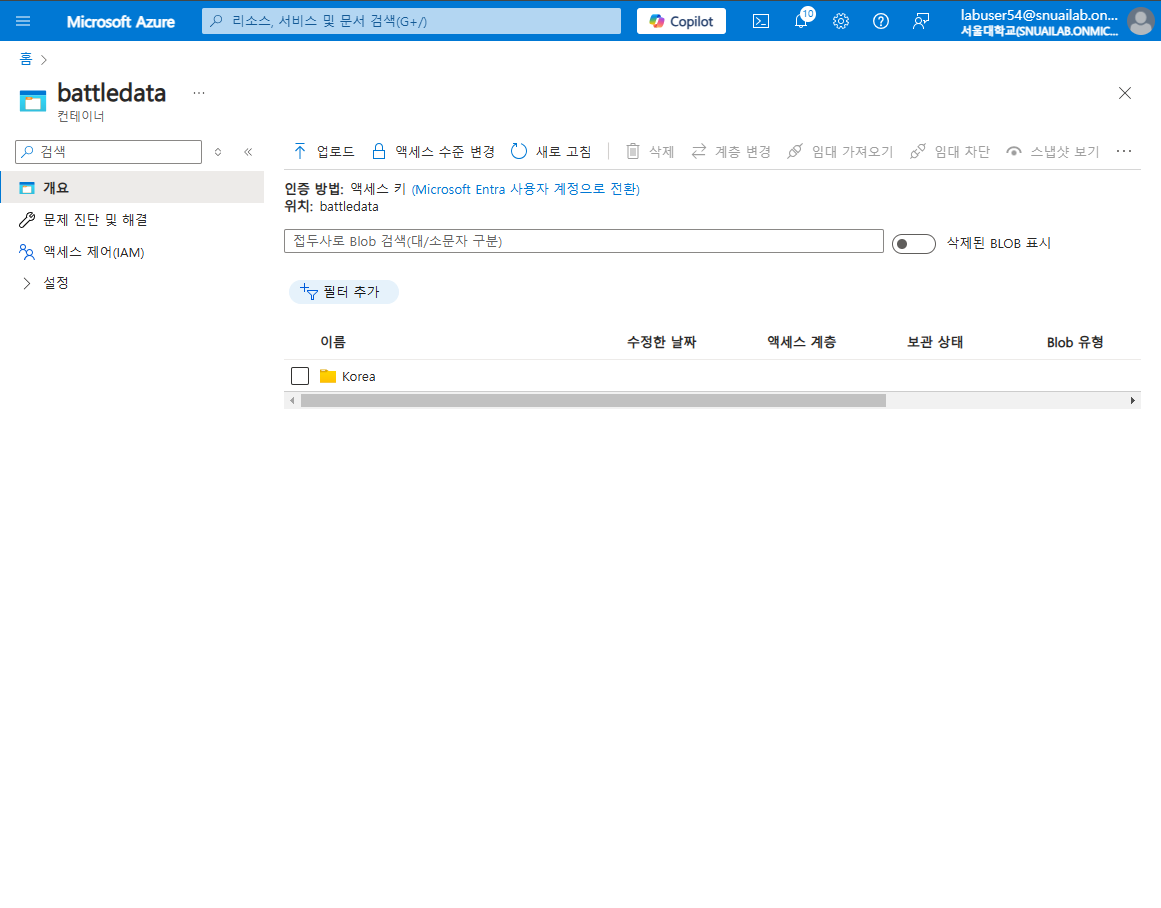 Microsoft Azure
리소스, 서비스 및 문서 검색(G+/)
Copilot
10
labuser54@snuailab.on...
서울대학교(SNUAILAB.ONMIC...
홈
battledata
...
컨테이너
검색
업로드
액세스 수준 변경
새로 고침
삭제
계층 변경
임대 가져오기
임대 차단
스냅샷 보기
...
개요
문제 진단 및 해결
액세스 제어(IAM)
설정
인증 방법: 액세스 키 (Microsoft Entra 사용자 계정으로 전환)
위치: battledata
접두사로 Blob 검색(대/소문자 구분)
삭제된 BLOB 표시
필터 추가
이름 수정한 날짜 액세스 계층 보관 상태 Blob 유형
Korea